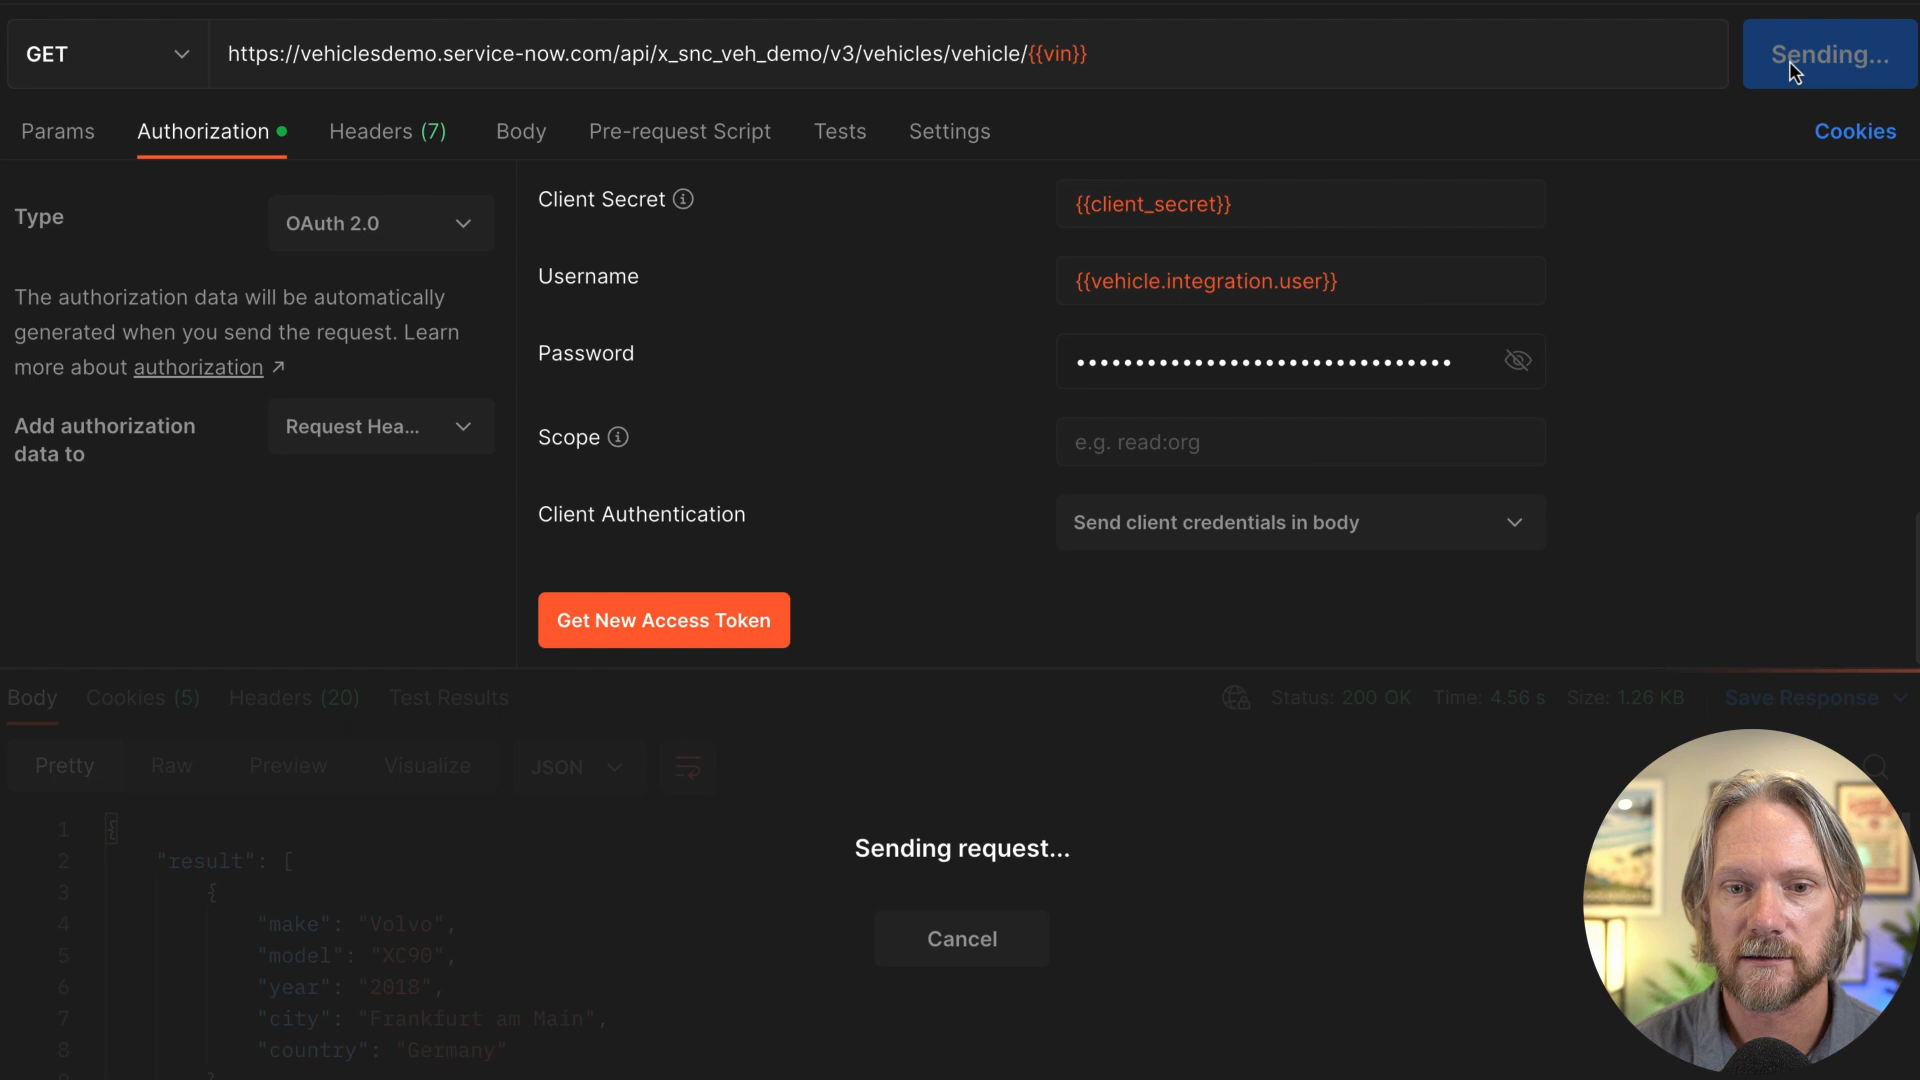 GET
https://vehiclesdemo.service-now.com/api/x_snc_veh_demo/v3/vehicles/vehicle/{{vin}}
Sending...
Params
Authorization
Headers (7)
Body
Pre-request Script
Tests
Settings
Cookies
Type
OAuth 2.0
The authorization data will be automatically
generated when you send the request. Learn
more about authorization ↗
Add authorization
data to
Request Hea...
Client Secret
{{client_secret}}
Username
{{vehicle.integration.user}}
Password
••••••••••••••••••••••••••••••••
Scope
e.g. read:org
Client Authentication
Send client credentials in body
Get New Access Token
Body
Cookies (5)
Headers (20)
Test Results
Status: 200 OK
Time: 4.56 s
Size: 1.26 KB
Save Response
Pretty
Raw
Preview
Visualize
JSON
1 {
2 "result": [
3 {
4 "make": "Volvo",
5 "model": "XC90",
6 "year": "2018",
7 "city": "Frankfurt am Main",
8 "country": "Germany"
Sending request...
Cancel